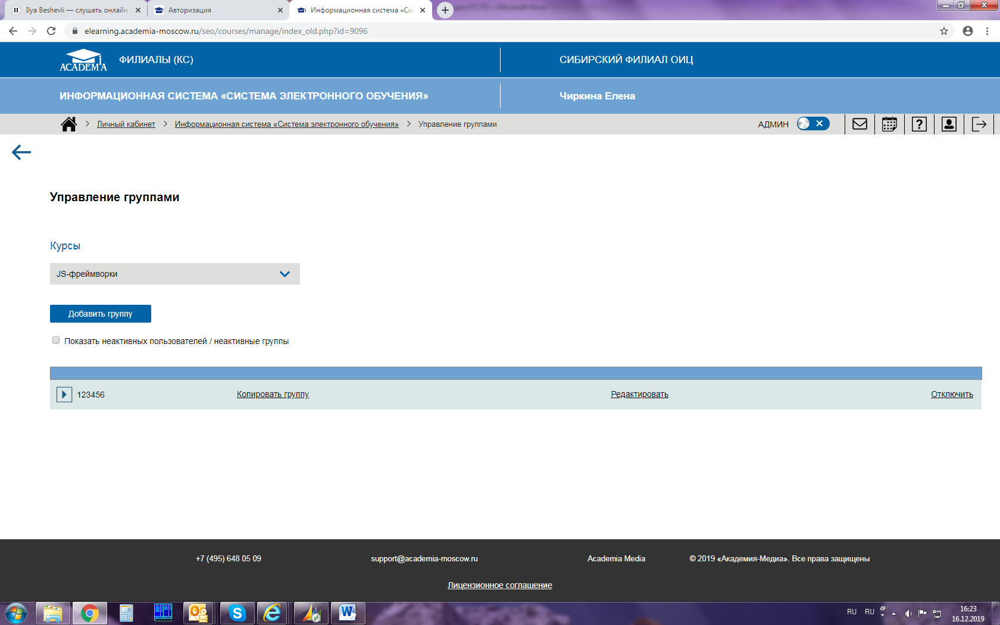 Ilya Beshevli — слушать онлайн
Авторизация
Информационная система «Сис
elearning.academia-moscow.ru/seo/courses/manage/index_old.php?id=9096
ACADEMIA
ФИЛИАЛЫ (КС)
СИБИРСКИЙ ФИЛИАЛ ОИЦ
ИНФОРМАЦИОННАЯ СИСТЕМА «СИСТЕМА ЭЛЕКТРОННОГО ОБУЧЕНИЯ»
Чиркина Елена
Личный кабинет > Информационная система «Система электронного обучения» > Управление группами
АДМИН
Управление группами
Курсы
JS-фреймворки
Добавить группу
Показать неактивных пользователей / неактивные группы
123456 Копировать группу Редактировать Отключить
+7 (495) 648 05 09 support@academia-moscow.ru Academia Media © 2019 «Академия-Медиа». Все права защищены
Лицензионное соглашение
RU RU
16:23
16.12.2019